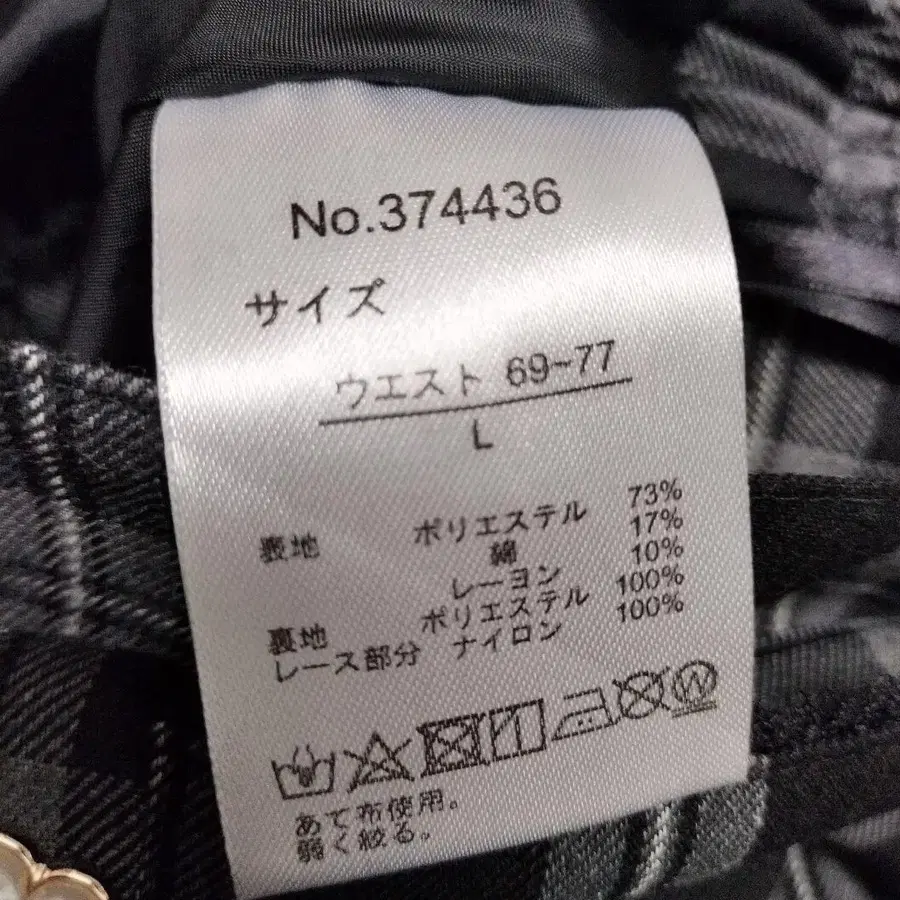 No.374436
サイズ
ウエスト 69-77
L
表地 ポリエステル 73%
綿 17%
レーヨン 10%
裏地 ポリエステル 100%
レース部分 ナイロン 100%
W
あて布使用。
弱く絞る。